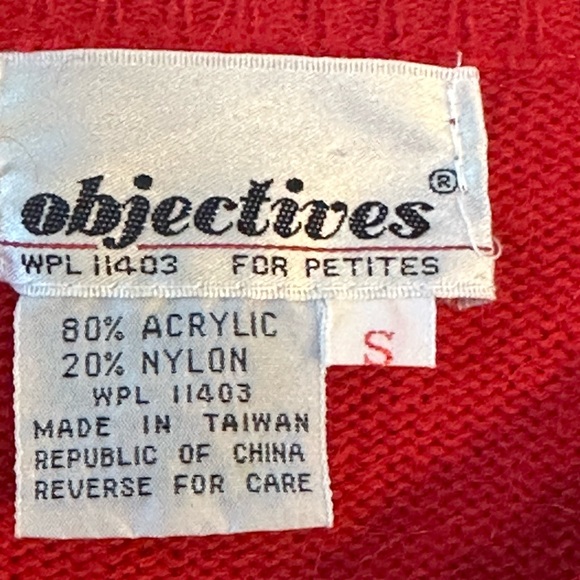 objectives®
WPL 11403 FOR PETITES
80% ACRYLIC
20% NYLON
WPL 11403
S
MADE IN TAIWAN
REPUBLIC OF CHINA
REVERSE FOR CARE